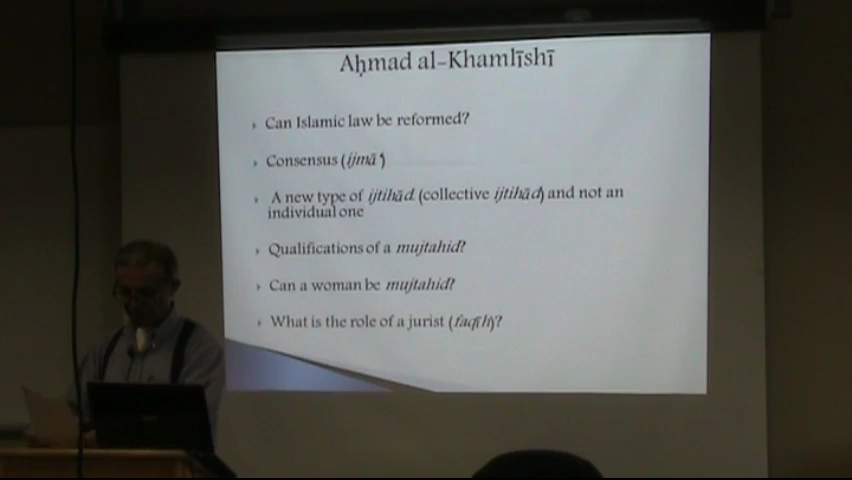 Aḥmad al-Khamlīshī
Can Islamic law be reformed?
Consensus (ijmāʿ)
A new type of ijtihād (collective ijtihād) and not an
individual one
Qualifications of a mujtahid?
Can a woman be mujtahid?
What is the role of a jurist (faqīh)?